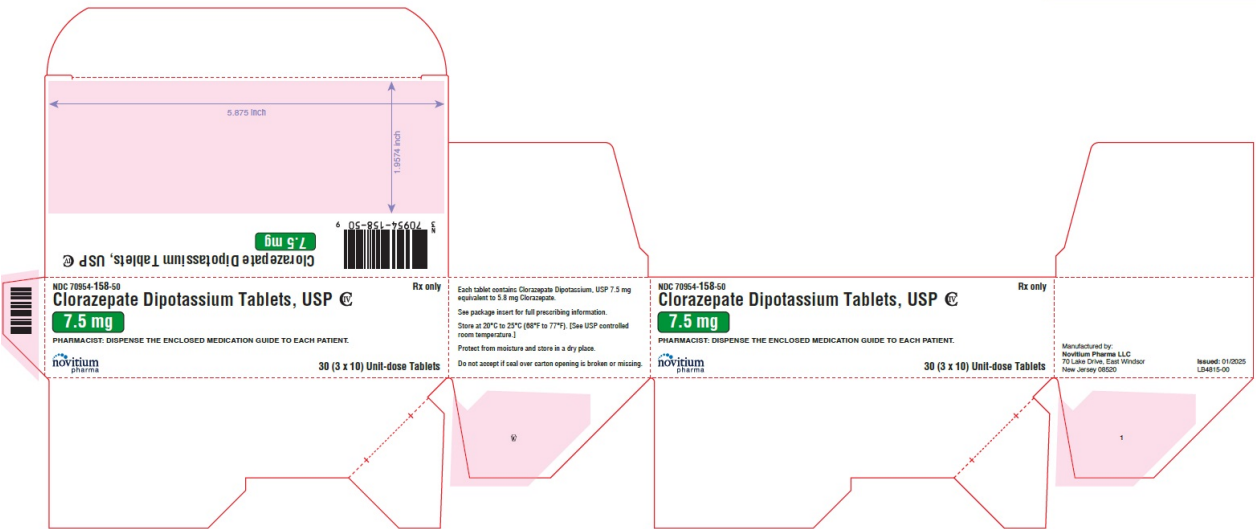 5.875 inch
1.9574 inch
N
3
70954-158-50
9
7.5 mg
Clorazepate Dipotassium Tablets, USP CIV
NDC 70954-158-50
Rx only
Clorazepate Dipotassium Tablets, USP CIV
7.5 mg
PHARMACIST: DISPENSE THE ENCLOSED MEDICATION GUIDE TO EACH PATIENT.
novitium
pharma
30 (3 x 10) Unit-dose Tablets
Each tablet contains Clorazepate Dipotassium, USP 7.5 mg
equivalent to 5.8 mg Clorazepate.
See package insert for full prescribing information.
Store at 20°C to 25°C (68°F to 77°F). [See USP controlled
room temperature.]
Protect from moisture and store in a dry place.
Do not accept if seal over carton opening is broken or missing.
NDC 70954-158-50
Rx only
Clorazepate Dipotassium Tablets, USP CIV
7.5 mg
PHARMACIST: DISPENSE THE ENCLOSED MEDICATION GUIDE TO EACH PATIENT.
novitium
pharma
30 (3 x 10) Unit-dose Tablets
Manufactured by:
Novitium Pharma LLC
70 Lake Drive, East Windsor
New Jersey 08520
Issued: 01/2025
LB4815-00
1